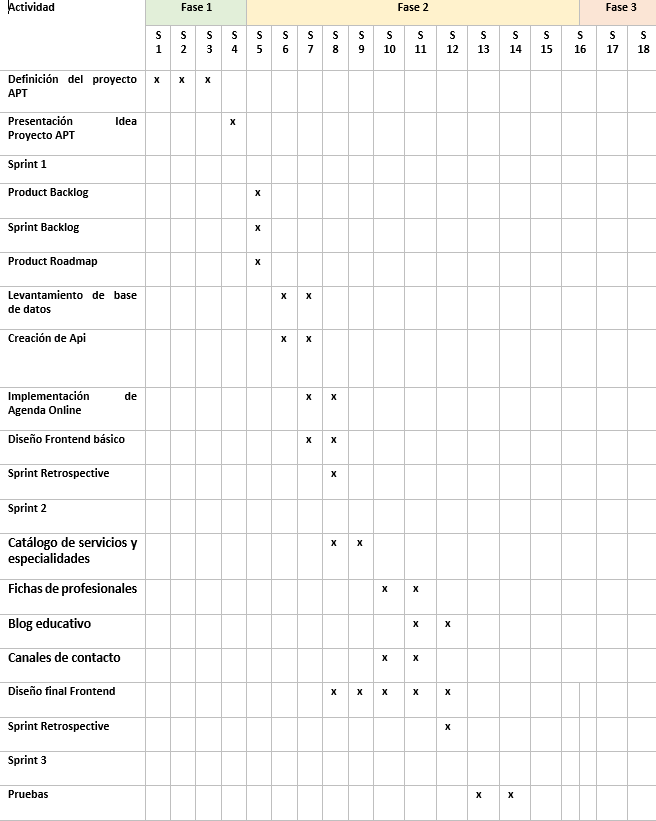 Actividad Fase 1 Fase 2 Fase 3
S 1 S 2 S 3 S 4 S 5 S 6 S 7 S 8 S 9 S 10 S 11 S 12 S 13 S 14 S 15 S 16 S 17 S 18
Definición del proyecto x x x
APT
Presentación Idea x
Proyecto APT
Sprint 1
Product Backlog x
Sprint Backlog x
Product Roadmap x
Levantamiento de base x x
de datos
Creación de Api x x
Implementación de x x
Agenda Online
Diseño Frontend básico x x
Sprint Retrospective x
Sprint 2
Catálogo de servicios y x x
especialidades
Fichas de profesionales x x
Blog educativo x x
Canales de contacto x x
Diseño final Frontend x x x x x
Sprint Retrospective x
Sprint 3
Pruebas x x